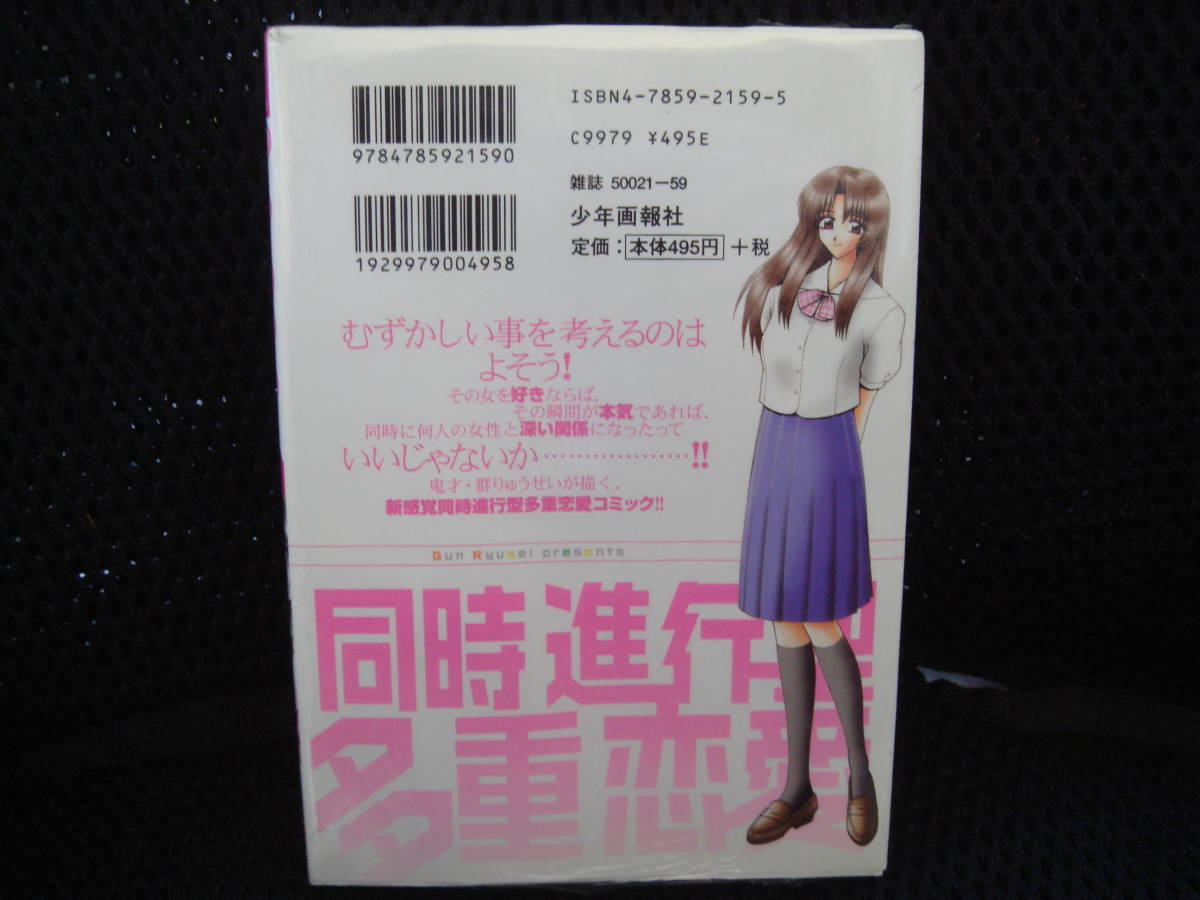 ISBN4-7859-2159-5
9784785921590
C9979 ¥495E
雑誌 50021-59
少年画報社
1929979004958
定価：本体495円+税
むずかしい事を考えるのは
よそう!
その女を好きならば、
その瞬間が本気であれば、
同時に何人の女性と深い関係になったって
いいじゃないか………………!!
鬼才・群りゅうせいが描く、
新感覚同時進行型多重恋愛コミック!!
Gun Ryusei presents
同時進行型
多重恋愛